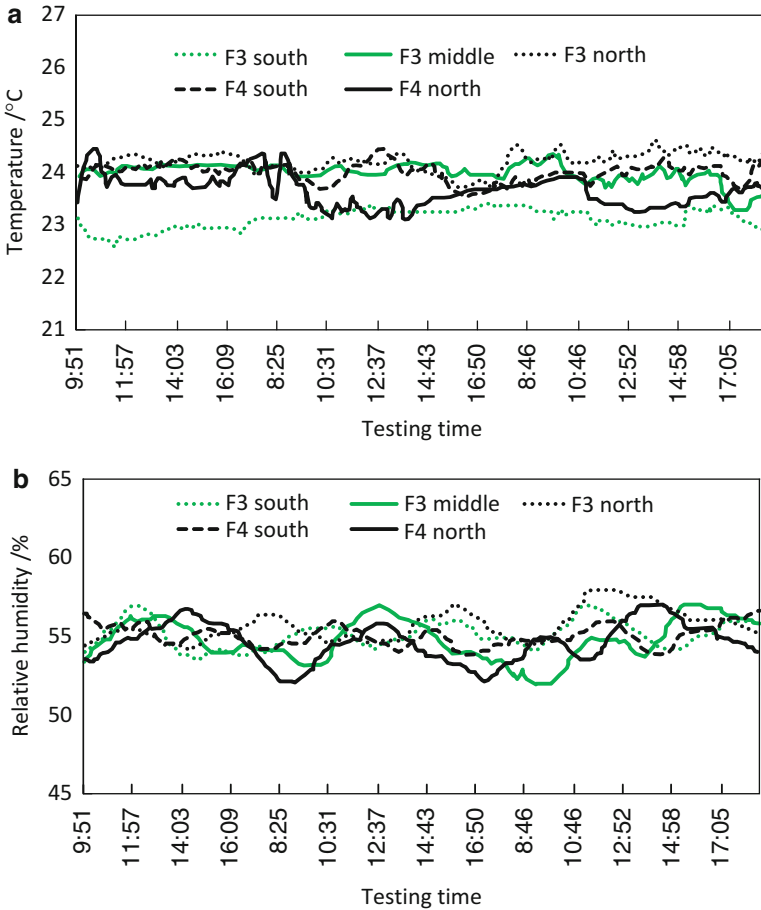 a
27
26
25
24
23
22
21
Temperature /°C
F3 south
F3 middle
F3 north
F4 south
F4 north
9:51
11:57
14:03
16:09
8:25
10:31
12:37
14:43
16:50
8:46
10:46
12:52
14:58
17:05
Testing time
b
65
60
55
50
45
Relative humidity /%
F3 south
F3 middle
F3 north
F4 south
F4 north
9:51
11:57
14:03
16:09
8:25
10:31
12:37
14:43
16:50
8:46
10:46
12:52
14:58
17:05
Testing time